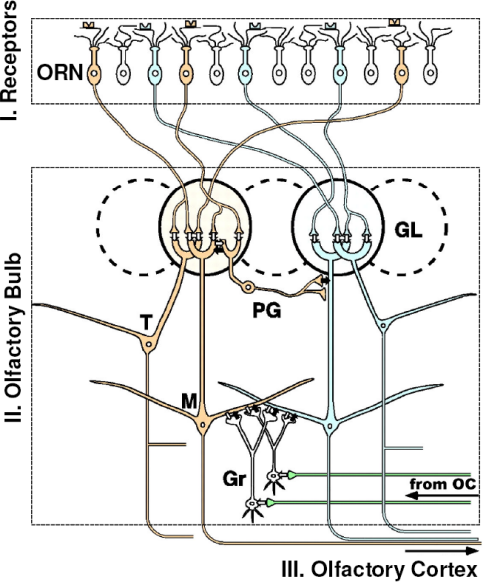 I. Receptors
ORN
II. Olfactory Bulb
GL
T
PG
M
Gr
from OC
III. Olfactory Cortex